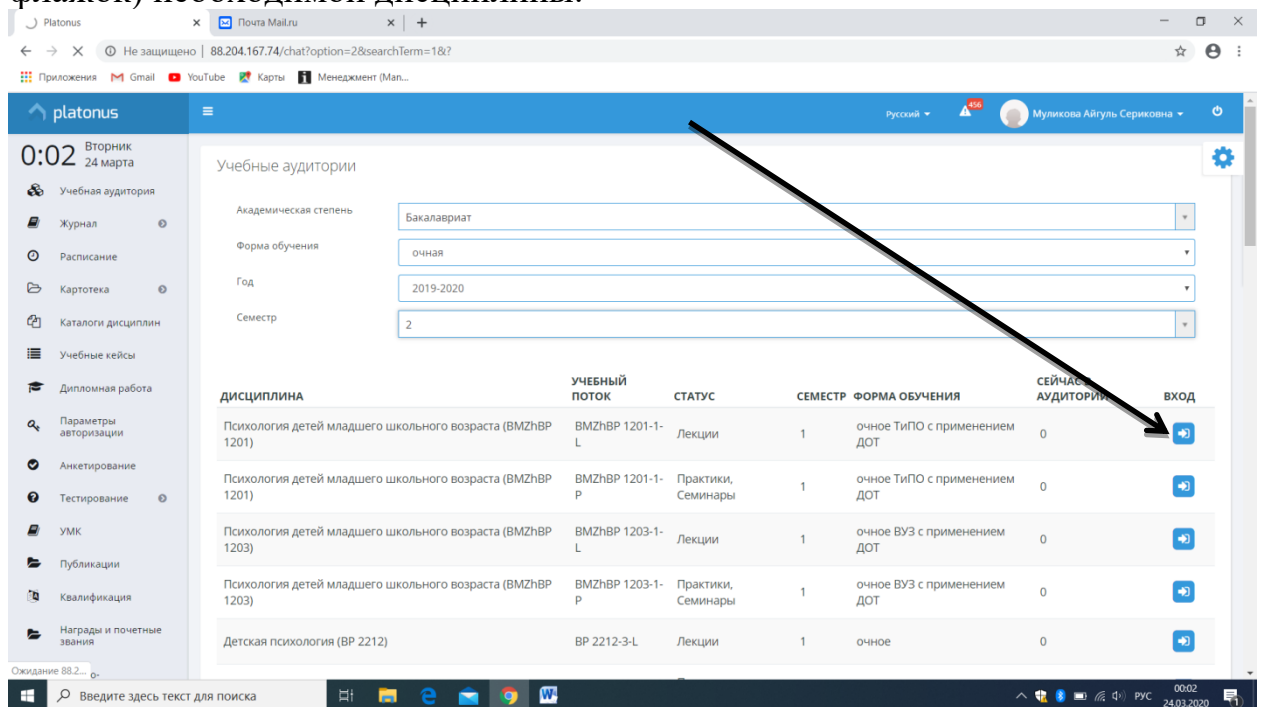 флажок) необходимой дисциплины.
Platonus
Почта Mail.ru
Не защищено | 88.204.167.74/chat?option=2&searchTerm=1&?
Приложения Gmail YouTube Карты Менеджмент (Man...
platonus
Русский
456
Муликова Айгуль Сериковна
0:02 Вторник
24 марта
Учебная аудитория
Журнал
Расписание
Картотека
Каталоги дисциплин
Учебные кейсы
Дипломная работа
Параметры
авторизации
Анкетирование
Тестирование
УМК
Публикации
Квалификация
Награды и почетные
звания
Ожидание 88.2...
Учебные аудитории
Академическая степень Бакалавриат
Форма обучения очная
Год 2019-2020
Семестр 2
ДИСЦИПЛИНА УЧЕБНЫЙ ПОТОК СТАТУС СЕМЕСТР ФОРМА ОБУЧЕНИЯ СЕЙЧАС АУДИТОРИИ ВХОД
Психология детей младшего школьного возраста (BMZhBP 1201) BMZhBP 1201-1-L Лекции 1 очное ТиПО с применением ДОТ 0
Психология детей младшего школьного возраста (BMZhBP 1201) BMZhBP 1201-1-P Практики, Семинары 1 очное ТиПО с применением ДОТ 0
Психология детей младшего школьного возраста (BMZhBP 1203) BMZhBP 1203-1-L Лекции 1 очное ВУЗ с применением ДОТ 0
Психология детей младшего школьного возраста (BMZhBP 1203) BMZhBP 1203-1-P Практики, Семинары 1 очное ВУЗ с применением ДОТ 0
Детская психология (BP 2212) BP 2212-3-L Лекции 1 очное 0
Введите здесь текст для поиска
РУС
00:02
24.03.2020